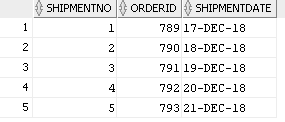 SHIPMENTNO ORDERID SHIPMENTDATE
1 1 789 17-DEC-18
2 2 790 18-DEC-18
3 3 791 19-DEC-18
4 4 792 20-DEC-18
5 5 793 21-DEC-18